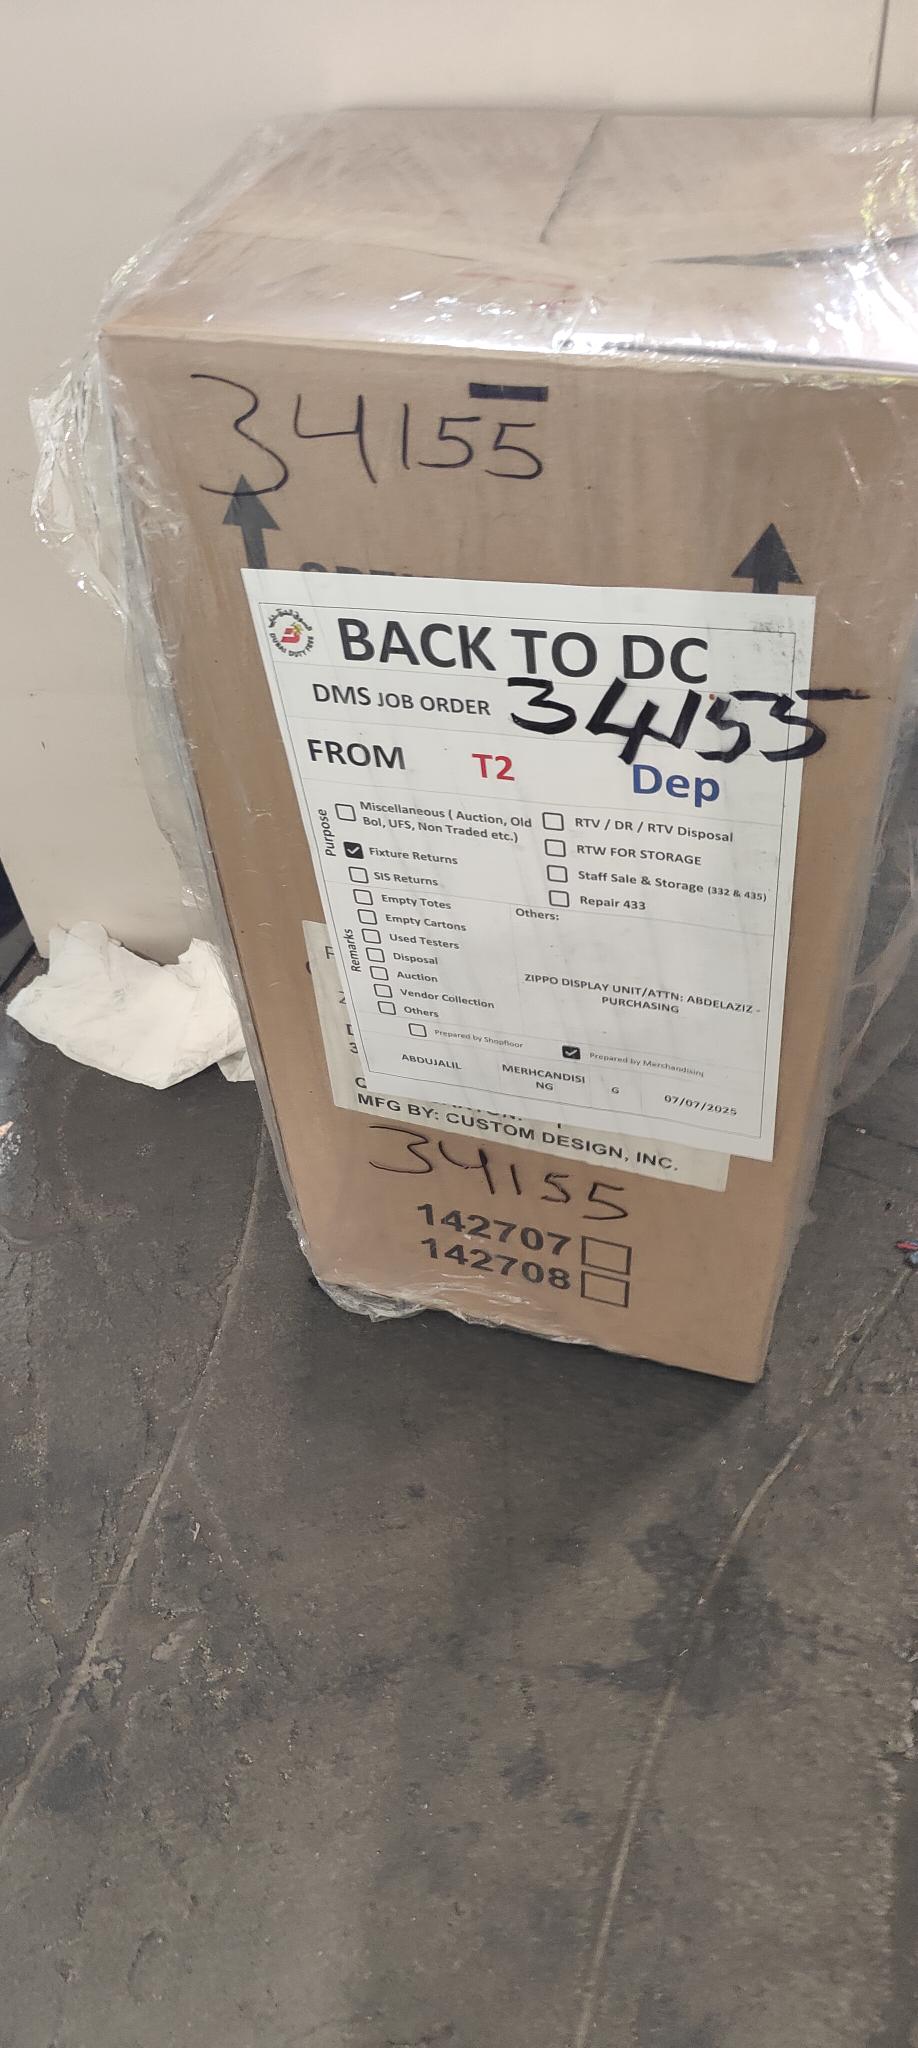 34155
BACK TO DC
DMS JOB ORDER 34155
FROM T2 Dep
Purpose
Miscellaneous ( Auction, Old
Bol, UFS, Non Traded etc.)
Fixture Returns
SIS Returns
RTV / DR / RTV Disposal
RTW FOR STORAGE
Staff Sale & Storage (332 & 435)
Repair 433
Remarks
Empty Totes
Empty Cartons
Used Testers
Disposal
Auction
Vendor Collection
Others
Others:
ZIPPO DISPLAY UNIT/ATTN: ABDELAZIZ -
PURCHASING
Prepared by Shopfloor
Prepared by Mershandising
ABDUJALIL
MERHCANDISI
NG
G
07/07/2025
MFG BY: CUSTOM DESIGN, INC.
34155
142707
142708